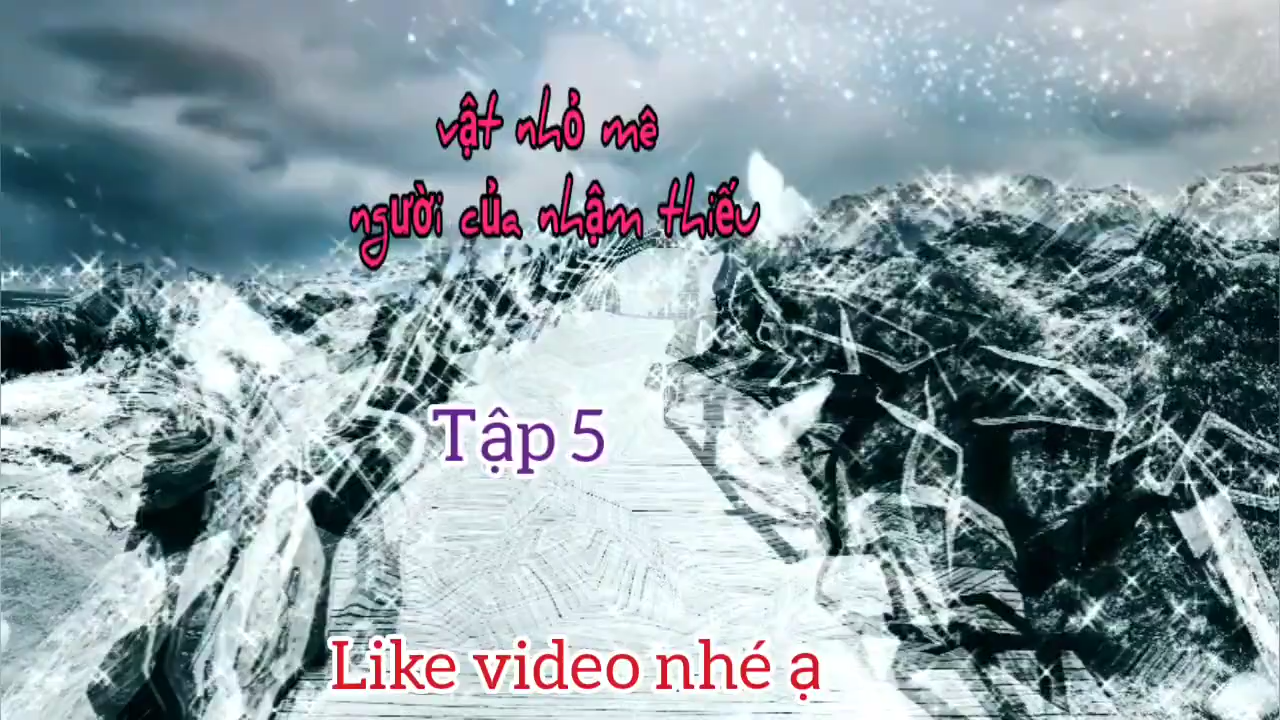 vật nhỏ mê
người của nhậm thiếu
Tập 5
Like video nhé ạ